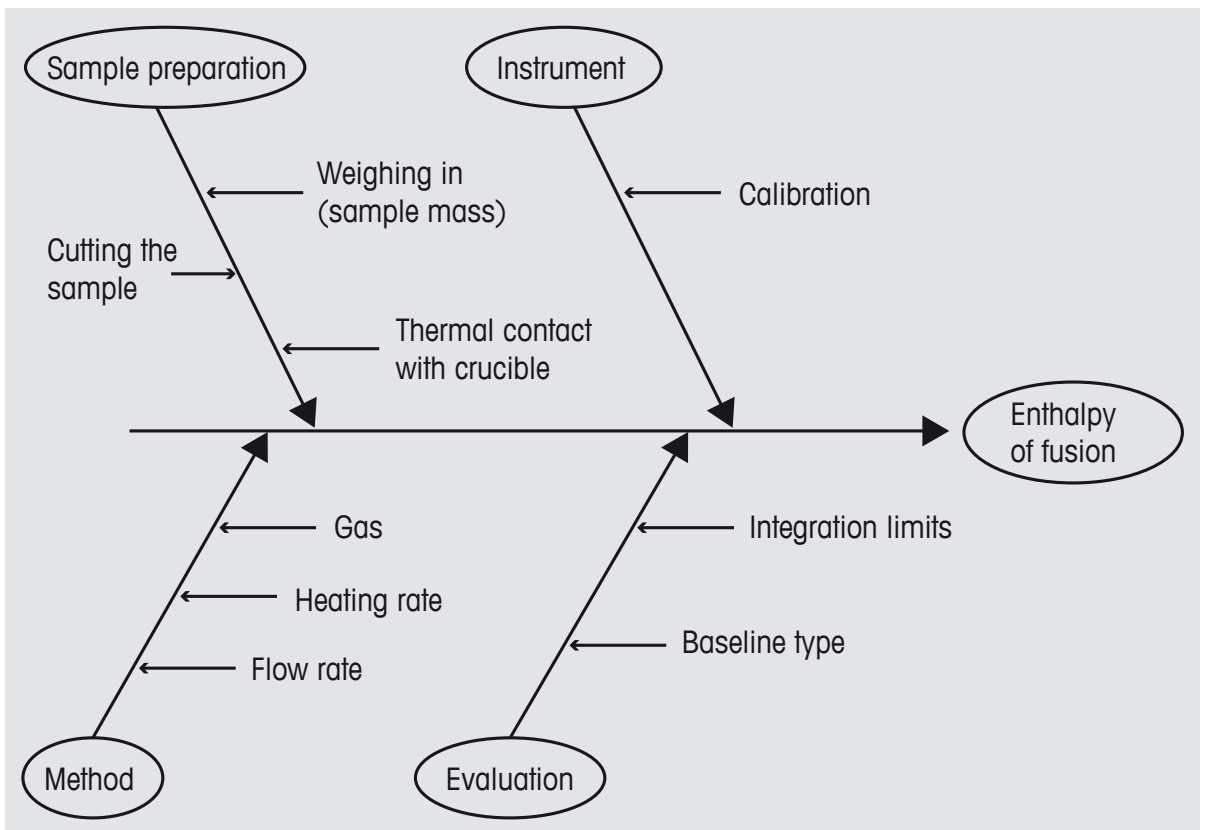 Sample preparation
Instrument
Weighing in
(sample mass)
Calibration
Cutting the
sample
Thermal contact
with crucible
Enthalpy
of fusion
Gas
Integration limits
Heating rate
Baseline type
Flow rate
Method
Evaluation